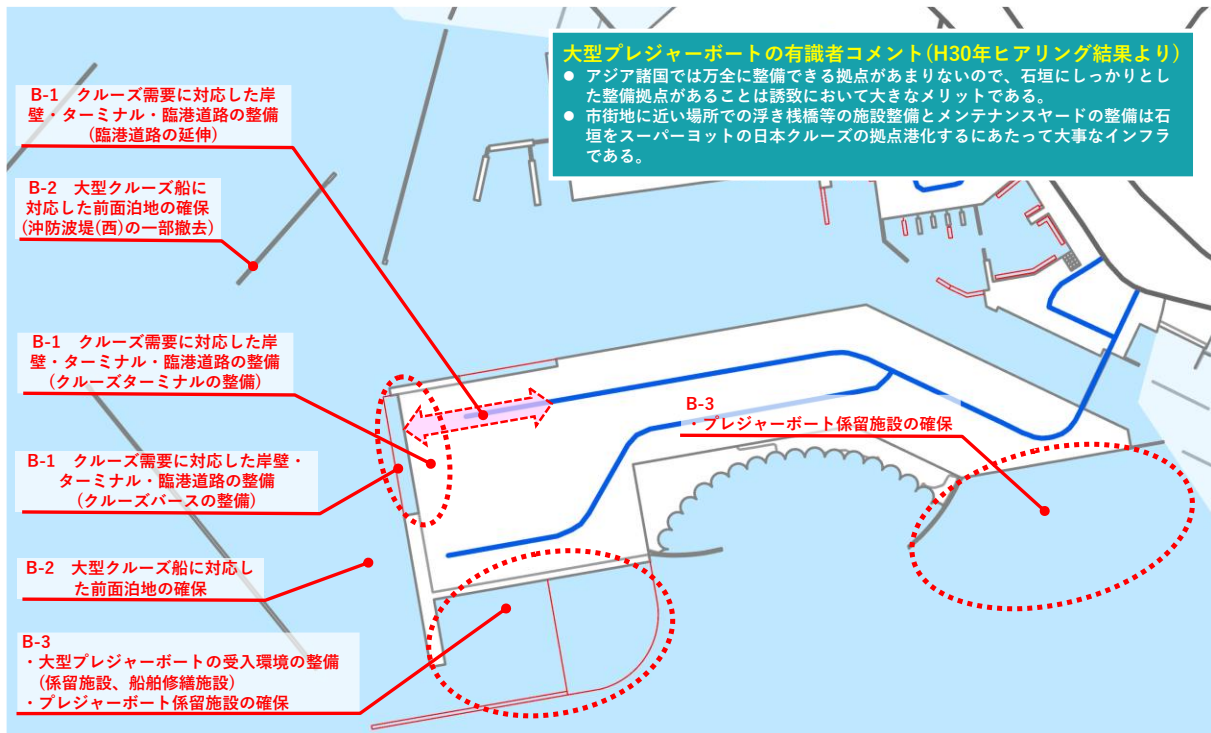 大型プレジャーボートの有識者コメント(H30年ヒアリング結果より)
● アジア諸国では万全に整備できる拠点があまりないので、石垣にしっかりとし
た整備拠点があることは誘致において大きなメリットである。
● 市街地に近い場所での浮き桟橋等の施設整備とメンテナンスヤードの整備は石
垣をスーパーヨットの日本クルーズの拠点港化するにあたって大事なインフラ
である。
B-1 クルーズ需要に対応した岸
壁・ターミナル・臨港道路の整備
(臨港道路の延伸)
B-2 大型クルーズ船に
対応した前面泊地の確保
(沖防波堤(西)の一部撤去)
B-1 クルーズ需要に対応した岸
壁・ターミナル・臨港道路の整備
(クルーズターミナルの整備)
B-3
・プレジャーボート係留施設の確保
B-1 クルーズ需要に対応した岸壁・
ターミナル・臨港道路の整備
(クルーズバースの整備)
B-2 大型クルーズ船に対応し
た前面泊地の確保
B-3
・大型プレジャーボートの受入環境の整備
(係留施設、船舶修繕施設)
・プレジャーボート係留施設の確保